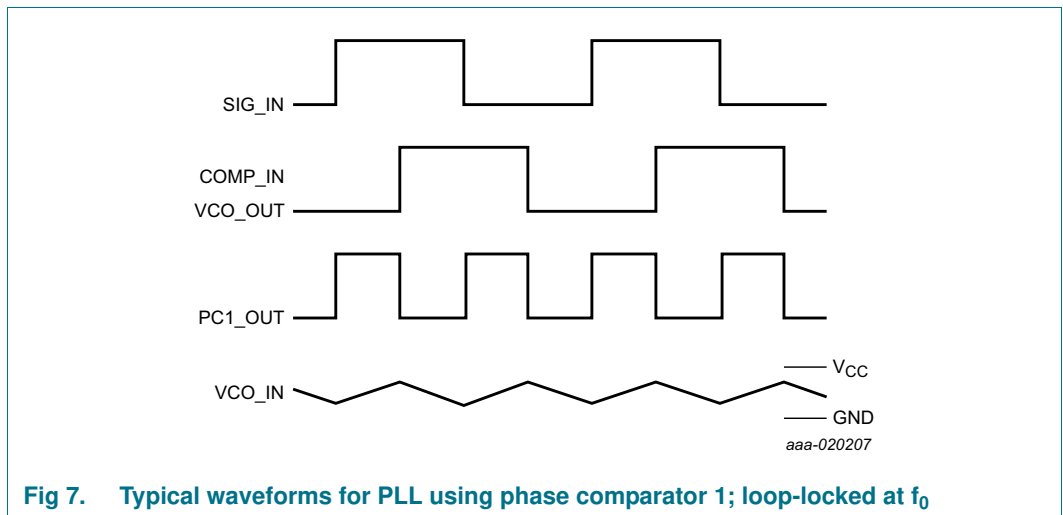 SIG_IN
COMP_IN
VCO_OUT
PC1_OUT
VCO_IN
VCC
GND
aaa-020207
Fig 7. Typical waveforms for PLL using phase comparator 1; loop-locked at f0